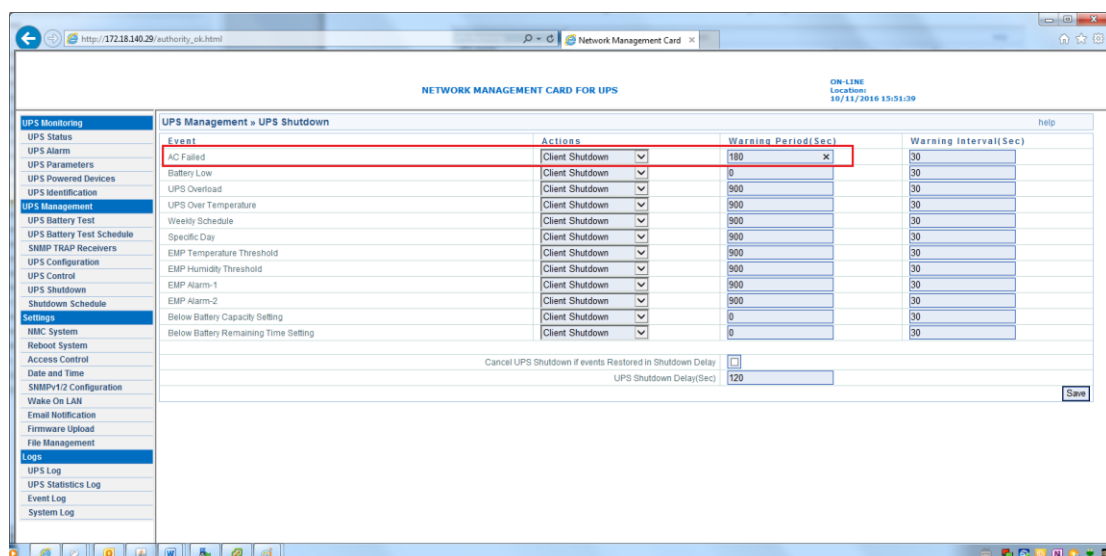 http://172.18.140.29/authority_ok.html Network Management Card
NETWORK MANAGEMENT CARD FOR UPS
ON-LINE
Location:
10/11/2016 15:51:39
UPS Monitoring
UPS Status
UPS Alarm
UPS Parameters
UPS Powered Devices
UPS Identification
UPS Management
UPS Battery Test
UPS Battery Test Schedule
SNMP TRAP Receivers
UPS Configuration
UPS Control
UPS Shutdown
Shutdown Schedule
Settings
NMC System
Reboot System
Access Control
Date and Time
SNMPv1/2 Configuration
Wake On LAN
Email Notification
Firmware Upload
File Management
Logs
UPS Log
UPS Statistics Log
Event Log
System Log
UPS Management » UPS Shutdown help
Event Actions Warning Period(Sec) Warning Interval(Sec)
AC Failed Client Shutdown 180 30
Battery Low Client Shutdown 0 30
UPS Overload Client Shutdown 900 30
UPS Over Temperature Client Shutdown 900 30
Weekly Schedule Client Shutdown 900 30
Specific Day Client Shutdown 900 30
EMP Temperature Threshold Client Shutdown 900 30
EMP Humidity Threshold Client Shutdown 900 30
EMP Alarm-1 Client Shutdown 900 30
EMP Alarm-2 Client Shutdown 900 30
Below Battery Capacity Setting Client Shutdown 0 30
Below Battery Remaining Time Setting Client Shutdown 0 30
Cancel UPS Shutdown if events Restored in Shutdown Delay
UPS Shutdown Delay(Sec) 120
Save